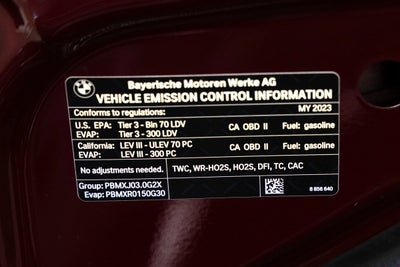 BMW
Bayerische Motoren Werke AG
VEHICLE EMISSION CONTROL INFORMATION
Conforms to regulations: MY 2023
U.S. EPA: Tier 3 - Bin 70 LDV CA OBD II Fuel: gasoline
EVAP: Tier 3 - 300 LDV
California: LEV III - ULEV 70 PC CA OBD II Fuel: gasoline
Evap: LEV III - 300 PC
No adjustments needed. TWC, WR-HO2S, HO2S, DFI, TC, CAC
Group: PBMXJ03.0G2X
Evap: PBMXR0150G30 8 856 640